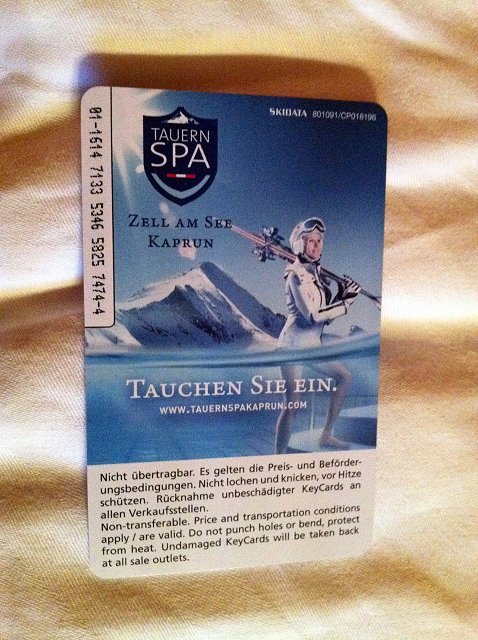 01-1614 7133 5346 5825 7474-4
SKIDATA 801091/CP018196
TAUERN
SPA
ZELL AM SEE
KAPRUN
TAUCHEN SIE EIN.
WWW.TAUERNSPAKAPRUN.COM
Nicht übertragbar. Es gelten die Preis- und Beförder-
ungsbedingungen. Nicht lochen und knicken, vor Hitze
schützen. Rücknahme unbeschädigter KeyCards an
allen Verkaufsstellen.
Non-transferable. Price and transportation conditions
apply / are valid. Do not punch holes or bend, protect
from heat. Undamaged KeyCards will be taken back
at all sale outlets.